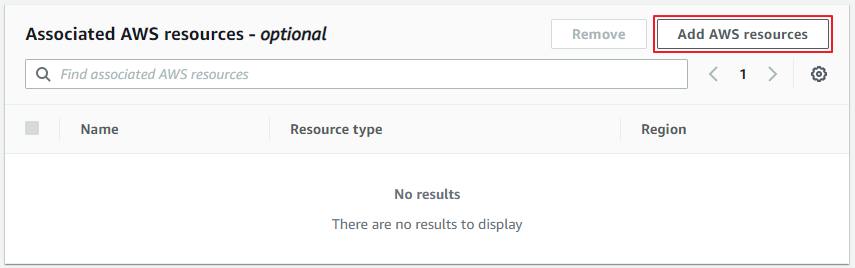 Associated AWS resources - optional
Remove
Add AWS resources
Find associated AWS resources
1
Name
Resource type
Region
No results
There are no results to display